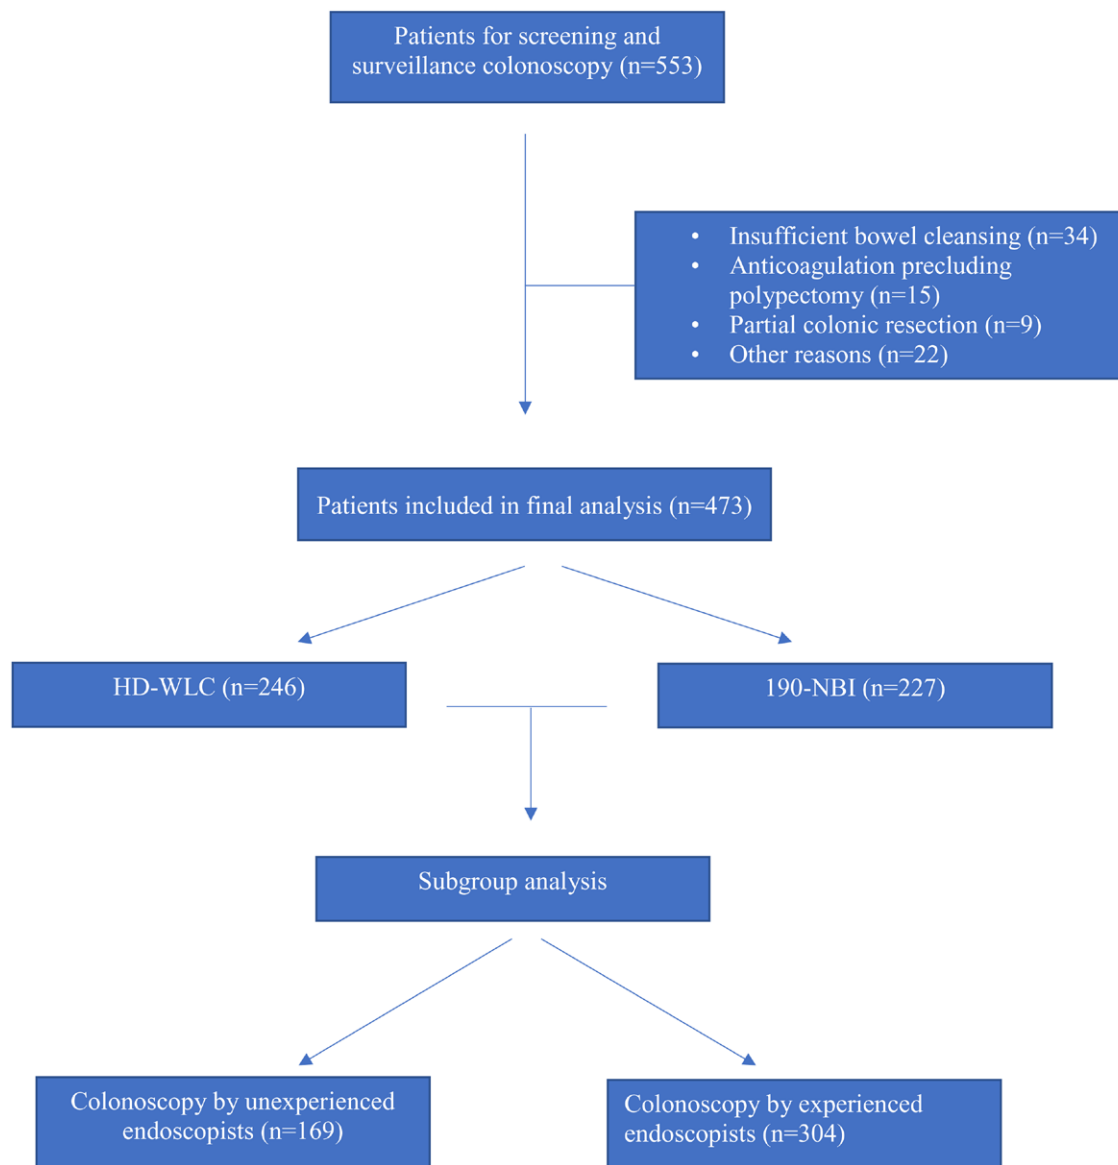 Patients for screening and
surveillance colonoscopy (n=553)
• Insufficient bowel cleansing (n=34)
• Anticoagulation precluding
polypectomy (n=15)
• Partial colonic resection (n=9)
• Other reasons (n=22)
Patients included in final analysis (n=473)
HD-WLC (n=246)
190-NBI (n=227)
Subgroup analysis
Colonoscopy by unexperienced
endoscopists (n=169)
Colonoscopy by experienced
endoscopists (n=304)